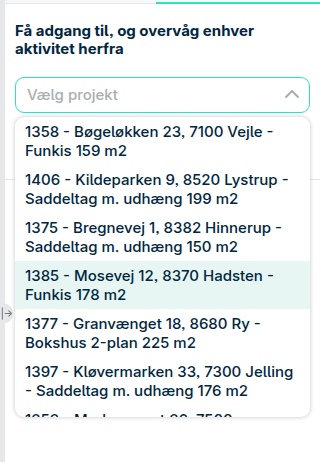 Få adgang til, og overvåg enhver
aktivitet herfra
Vælg projekt
1358 - Bøgeløkken 23, 7100 Vejle -
Funkis 159 m2
1406 - Kildeparken 9, 8520 Lystrup -
Saddeltag m. udhæng 199 m2
1375 - Bregnevej 1, 8382 Hinnerup -
Saddeltag m. udhæng 150 m2
1385 - Mosevej 12, 8370 Hadsten -
Funkis 178 m2
1377 - Granvænget 18, 8680 Ry -
Bokshus 2-plan 225 m2
1397 - Kløvermarken 33, 7300 Jelling
- Saddeltag m. udhæng 176 m2